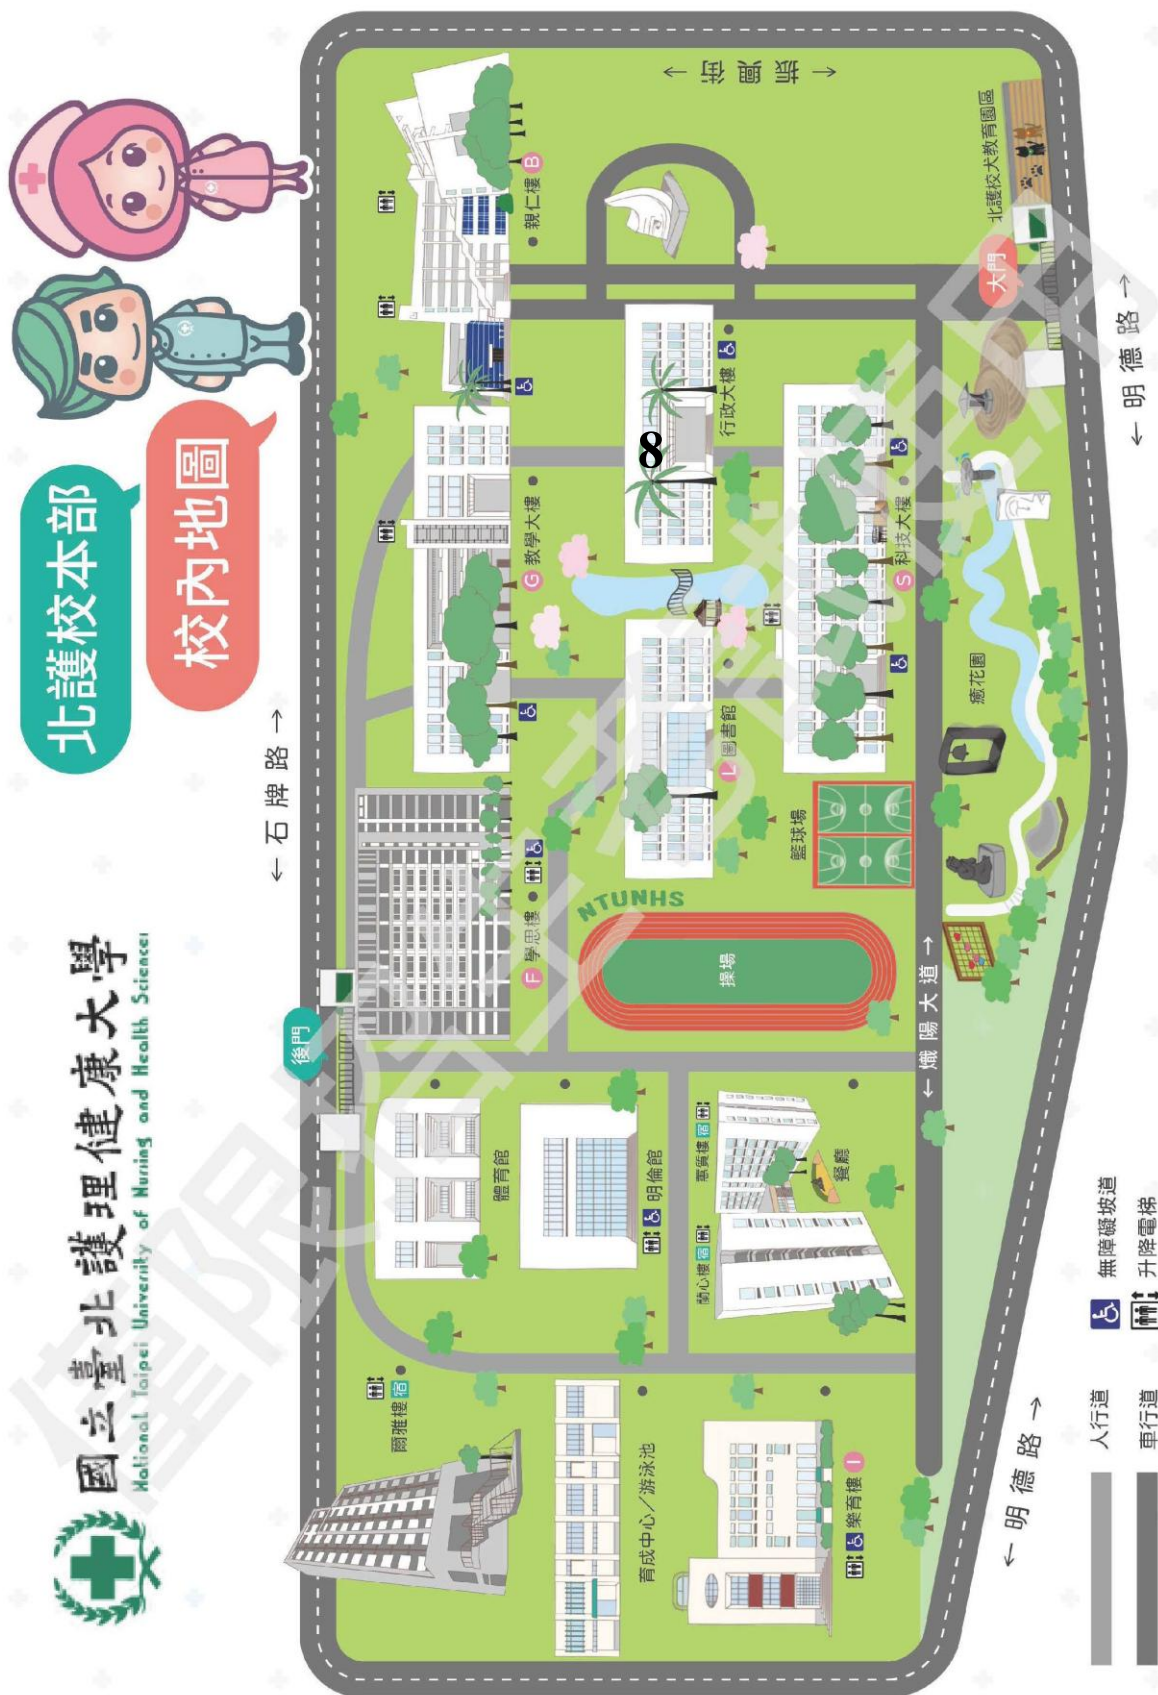 國立臺北護理健康大學
National Taipei University of Nursing and Health Sciences
北護校本部
校內地圖
← 石牌路 →
後門
爾雅樓 宿
體育館
F 學思樓
G 教學大樓
親仁樓 B
← 振興街 →
育成中心／游泳池
明倫館
NTUNHS
操場
L 圖書館
行政大樓
8
蘭心樓 宿
蕙質樓 宿
餐廳
籃球場
S 科技大樓
樂育樓 I
← 熾陽大道 →
癒花園
大門
北護校犬教育園區
← 明德路 →
← 明德路 →
人行道
車行道
無障礙坡道
升降電梯